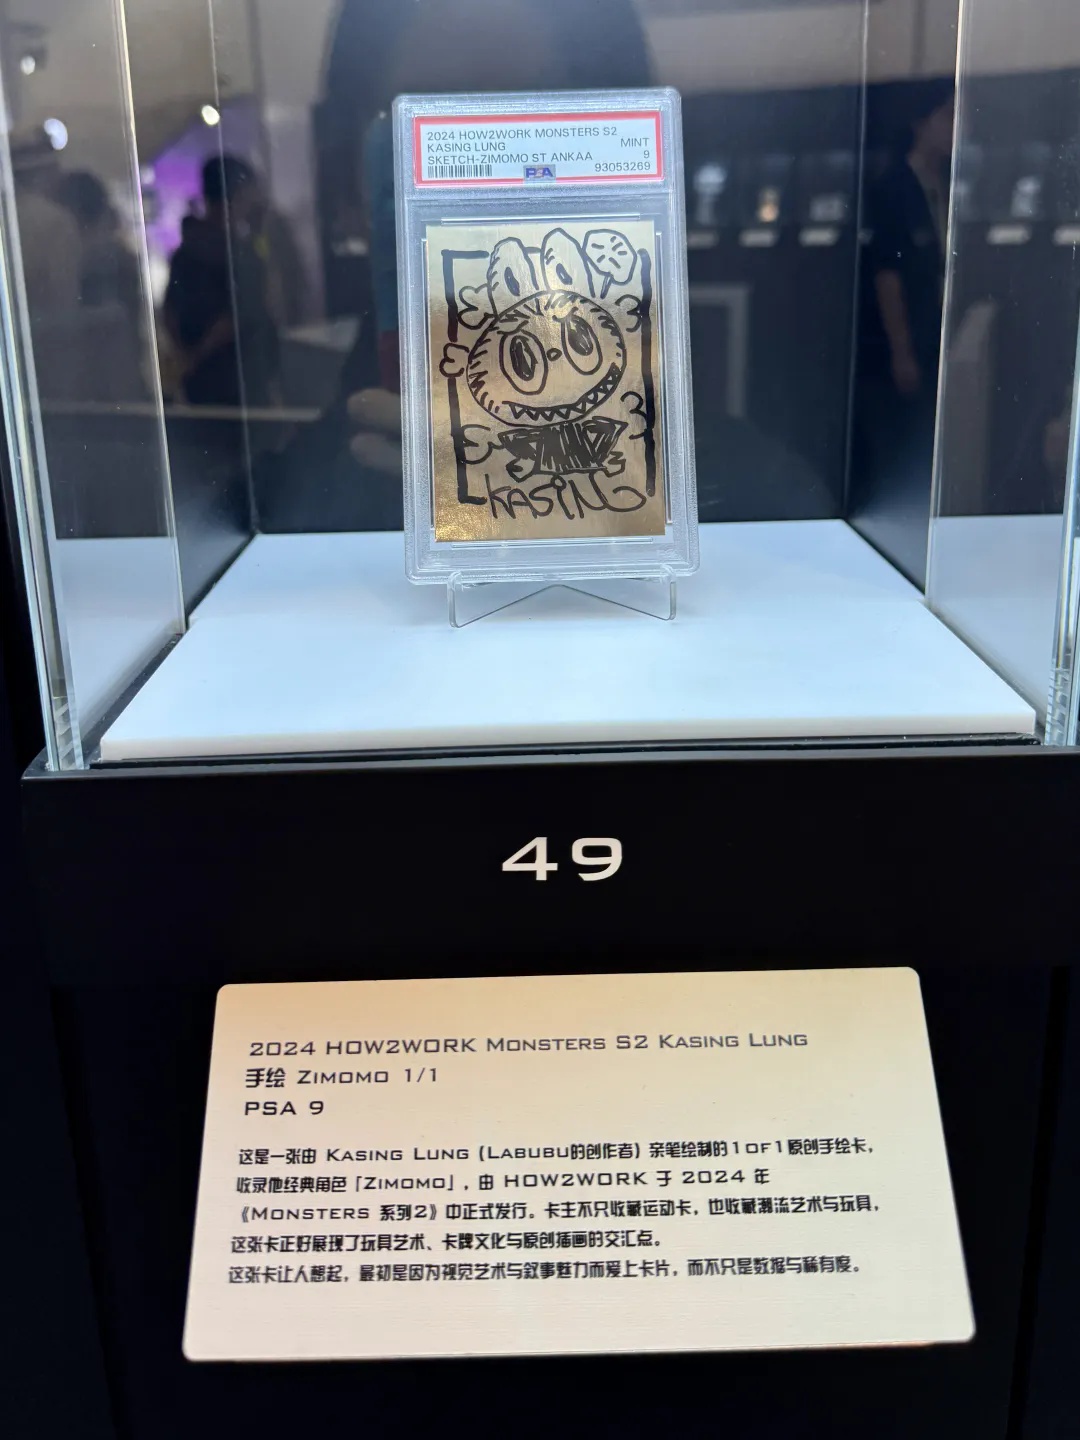 2024 HOW2WORK MONSTERS S2
KASING LUNG MINT
SKETCH-ZIMOMO ST ANKAA 9
PSA 93053269
KASING
49
2024 HOW2WORK MONSTERS S2 KASING LUNG
手绘 ZIMOMO 1/1
PSA 9
这是一张由 KASING LUNG (LABUBU的创作者) 亲笔绘制的1OF1原创手绘卡,
收录他经典角色「ZIMOMO」, 由 HOW2WORK 于 2024 年
《MONSTERS 系列2》中正式发行。卡主不只收藏运动卡, 也收藏潮流艺术与玩具,
这张卡正好展现了玩具艺术、卡牌文化与原创插画的交汇点。
这张卡让人想起, 最初是因为视觉艺术与叙事魅力而爱上卡片, 而不只是数据与稀有度。